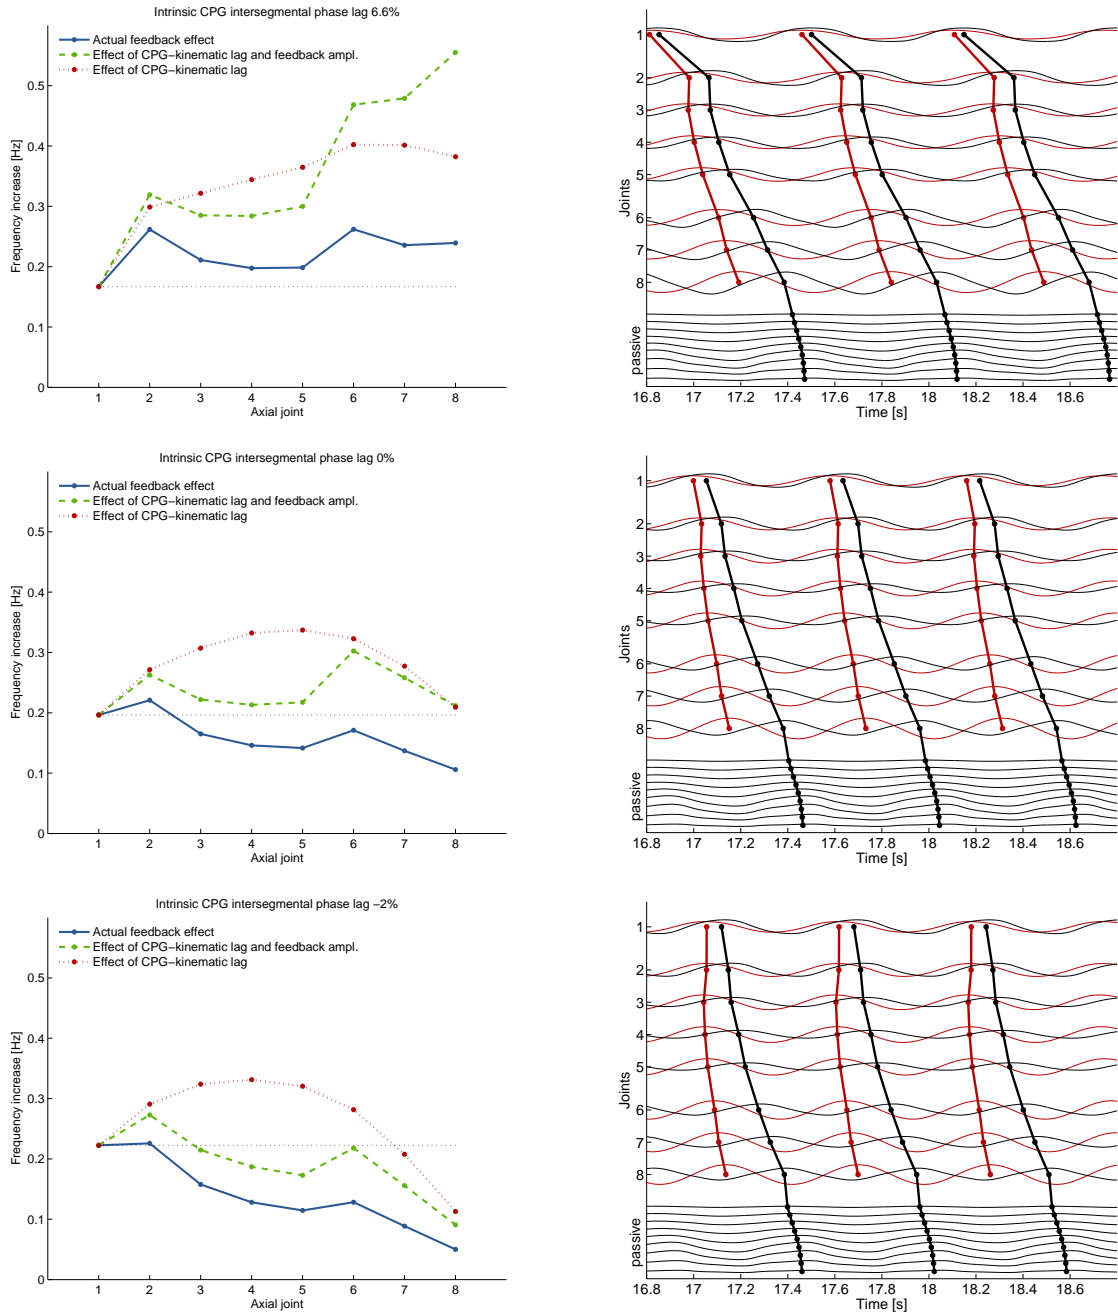 Intrinsic CPG intersegmental phase lag 6.6%
Actual feedback effect
Effect of CPG−kinematic lag and feedback ampl.
Effect of CPG−kinematic lag
Frequency increase [Hz]
0.5
0.4
0.3
0.2
0.1
0
1 2 3 4 5 6 7 8
Axial joint
Joints
1
2
3
4
5
6
7
8
passive
16.8 17 17.2 17.4 17.6 17.8 18 18.2 18.4 18.6
Time [s]
Intrinsic CPG intersegmental phase lag 0%
Actual feedback effect
Effect of CPG−kinematic lag and feedback ampl.
Effect of CPG−kinematic lag
Frequency increase [Hz]
0.5
0.4
0.3
0.2
0.1
0
1 2 3 4 5 6 7 8
Axial joint
Joints
1
2
3
4
5
6
7
8
passive
16.8 17 17.2 17.4 17.6 17.8 18 18.2 18.4 18.6
Time [s]
Intrinsic CPG intersegmental phase lag −2%
Actual feedback effect
Effect of CPG−kinematic lag and feedback ampl.
Effect of CPG−kinematic lag
Frequency increase [Hz]
0.5
0.4
0.3
0.2
0.1
0
1 2 3 4 5 6 7 8
Axial joint
Joints
1
2
3
4
5
6
7
8
passive
16.8 17 17.2 17.4 17.6 17.8 18 18.2 18.4 18.6
Time [s]